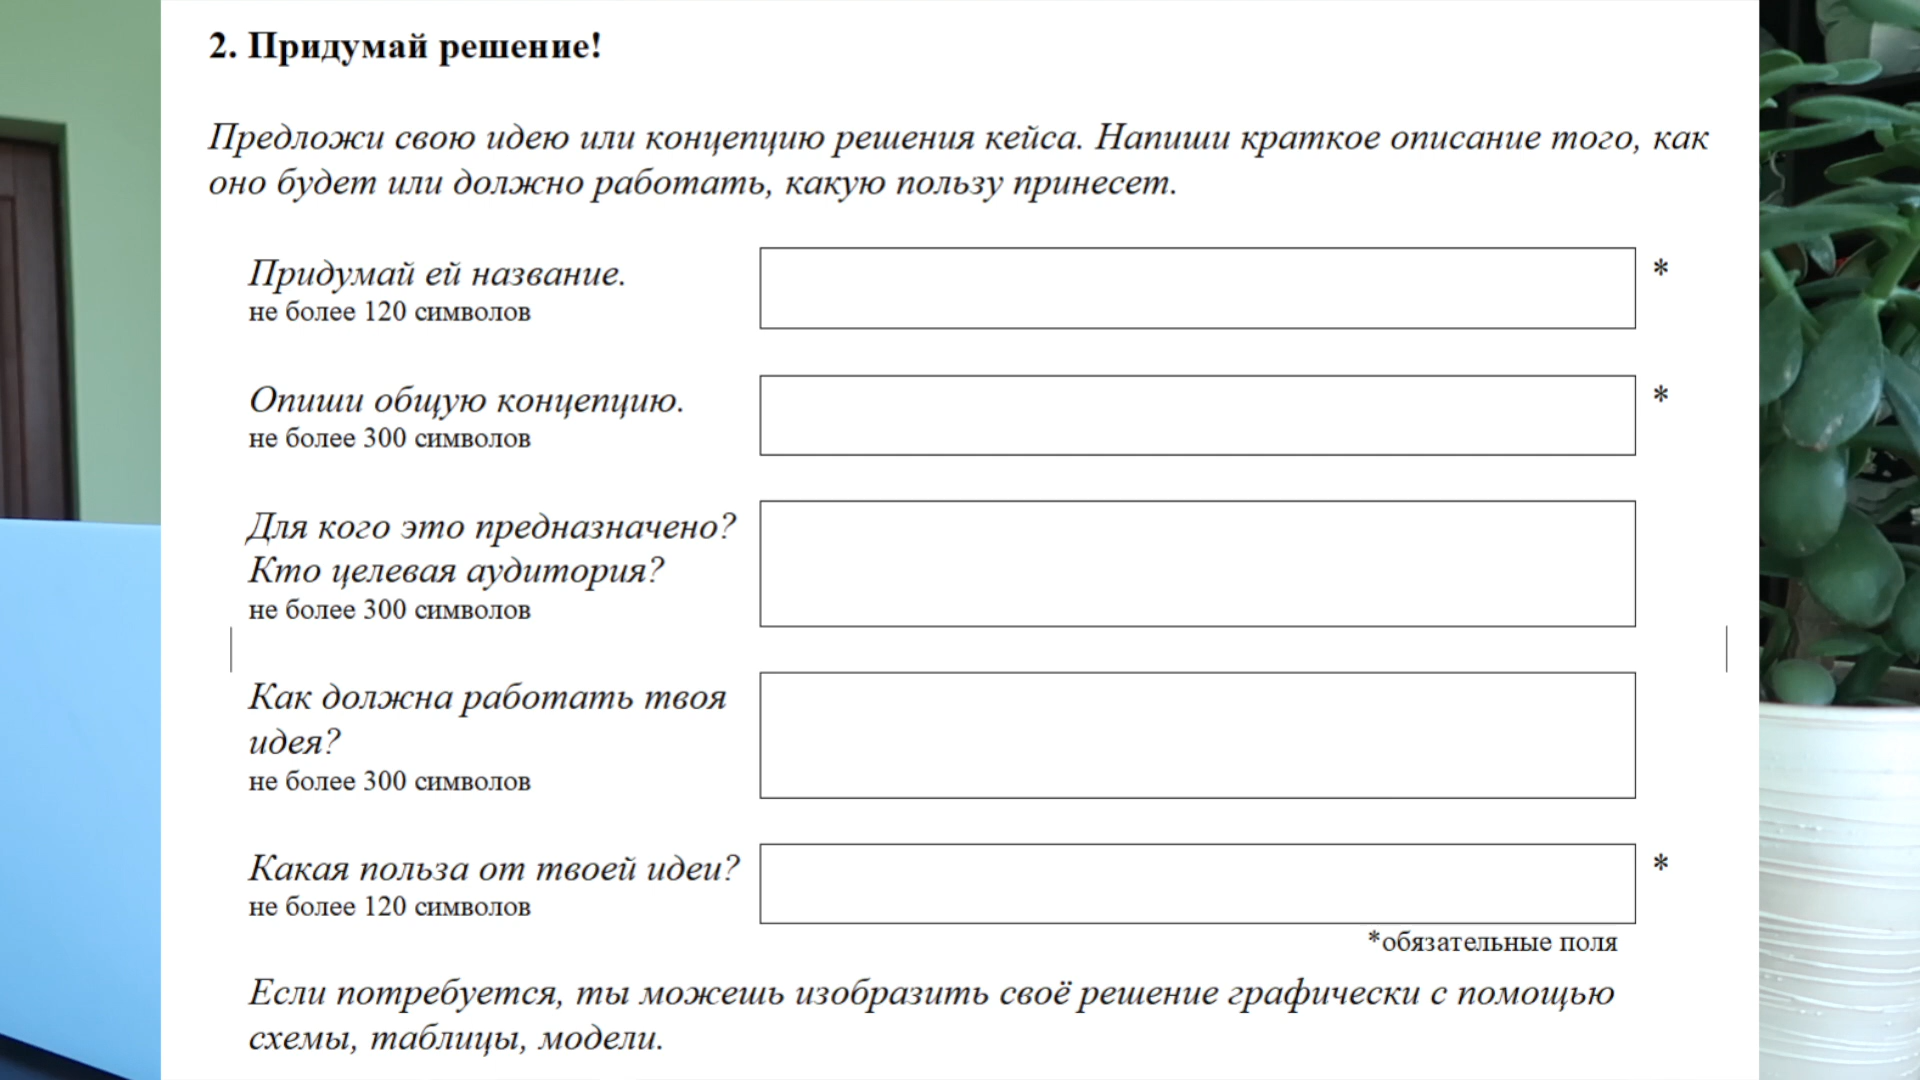 2. Придумай решение!
Предложи свою идею или концепцию решения кейса. Напиши краткое описание того, как
оно будет или должно работать, какую пользу принесет.
Придумай ей название.
не более 120 символов
*
Опиши общую концепцию.
не более 300 символов
*
Для кого это предназначено?
Кто целевая аудитория?
не более 300 символов
Как должна работать твоя
идея?
не более 300 символов
Какая польза от твоей идеи?
не более 120 символов
*
*обязательные поля
Если потребуется, ты можешь изобразить своё решение графически с помощью
схемы, таблицы, модели.